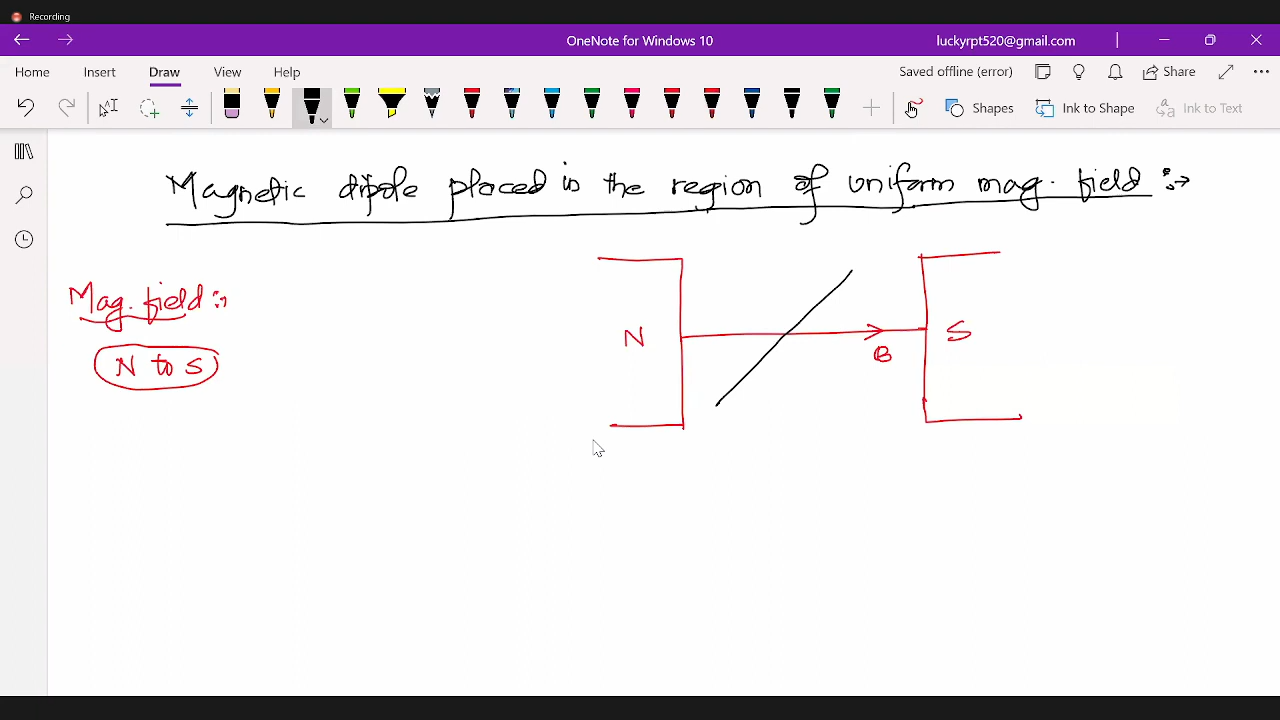 Recording
OneNote for Windows 10
luckyrpt520@gmail.com
Home Insert Draw View Help
Saved offline (error)
Share
Shapes
Ink to Shape
Ink to Text
Magnetic dipole placed in the region of uniform mag. field :→
Mag. field :→
N to S
N
B
S